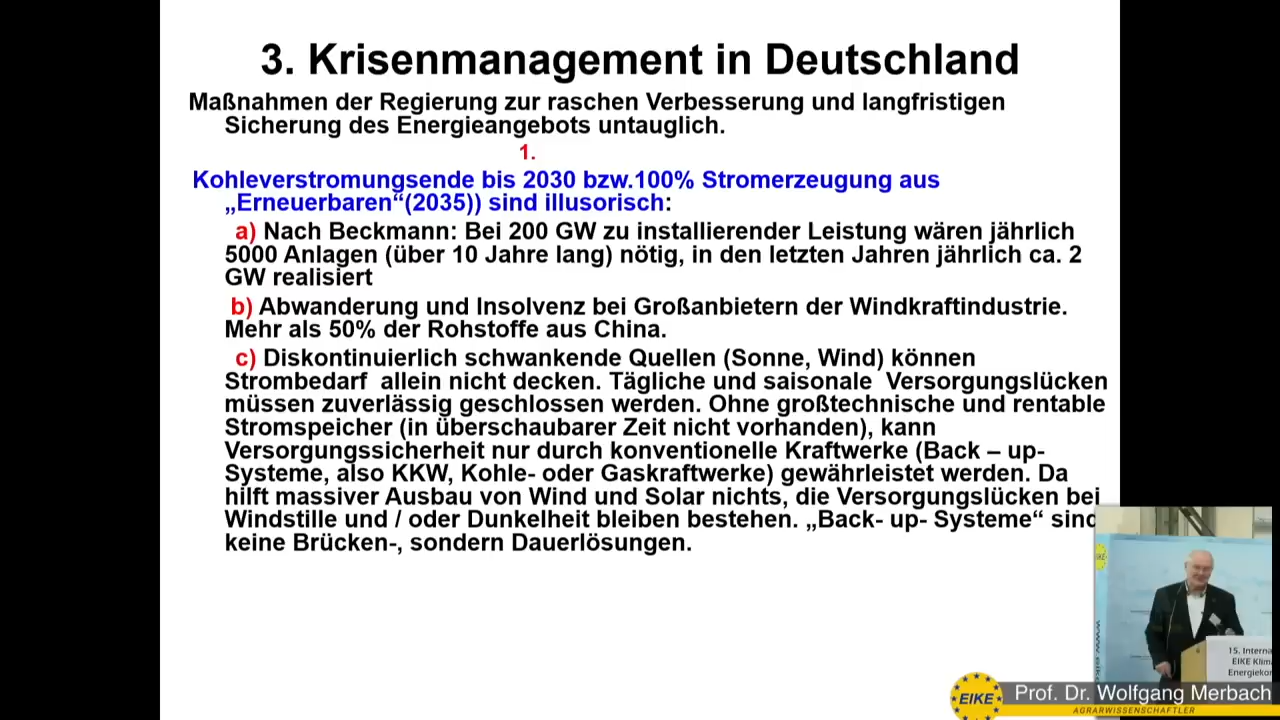 3. Krisenmanagement in Deutschland
Maßnahmen der Regierung zur raschen Verbesserung und langfristigen
Sicherung des Energieangebots untauglich.
1.
Kohleverstromungsende bis 2030 bzw.100% Stromerzeugung aus
„Erneuerbaren“(2035)) sind illusorisch:
a) Nach Beckmann: Bei 200 GW zu installierender Leistung wären jährlich
5000 Anlagen (über 10 Jahre lang) nötig, in den letzten Jahren jährlich ca. 2
GW realisiert
b) Abwanderung und Insolvenz bei Großanbietern der Windkraftindustrie.
Mehr als 50% der Rohstoffe aus China.
c) Diskontinuierlich schwankende Quellen (Sonne, Wind) können
Strombedarf allein nicht decken. Tägliche und saisonale Versorgungslücken
müssen zuverlässig geschlossen werden. Ohne großtechnische und rentable
Stromspeicher (in überschaubarer Zeit nicht vorhanden), kann
Versorgungssicherheit nur durch konventionelle Kraftwerke (Back – up-
Systeme, also KKW, Kohle- oder Gaskraftwerke) gewährleistet werden. Da
hilft massiver Ausbau von Wind und Solar nichts, die Versorgungslücken bei
Windstille und / oder Dunkelheit bleiben bestehen. „Back- up- Systeme“ sind
keine Brücken-, sondern Dauerlösungen.
15. Interna
EIKE Klim
Energiekon
EIKE
Prof. Dr. Wolfgang Merbach
AGRARWISSENSCHAFTLER